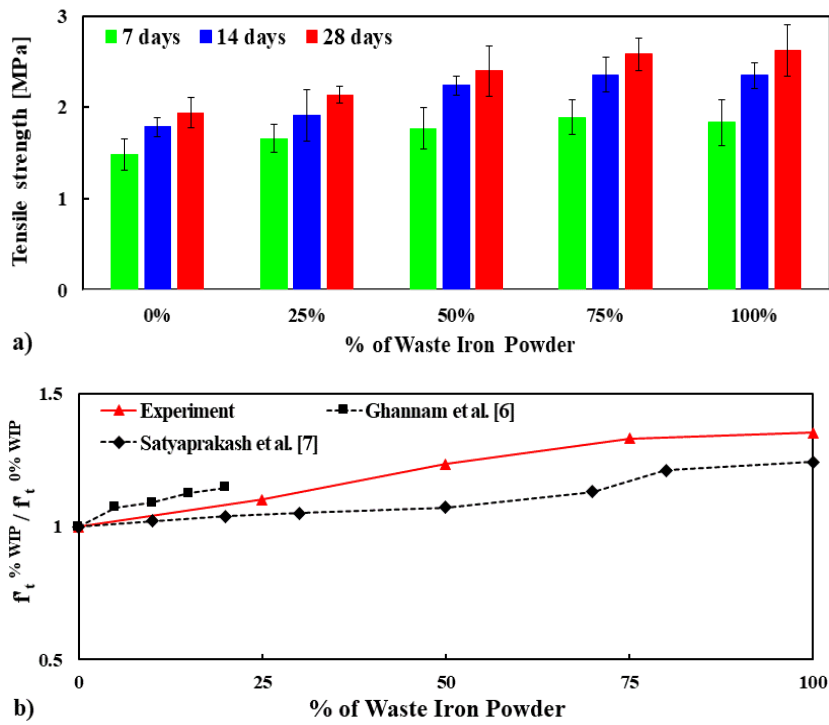 3
2
1
0
Tensile strength [MPa]
7 days 14 days 28 days
0% 25% 50% 75% 100%
% of Waste Iron Powder
a)
1.5
1
0.5
f't % WIP / f't 0% WIP
Experiment Ghannam et al. [6]
Satyaprakash et al. [7]
0 25 50 75 100
% of Waste Iron Powder
b)